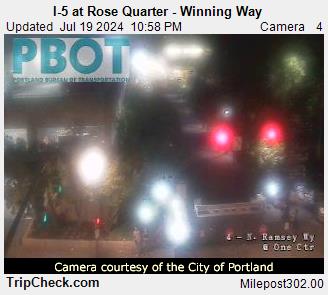 I-5 at Rose Quarter - Winning Way
Updated Jul 19 2024 10:58 PM Camera 4
PBOT
PORTLAND BUREAU OF TRANSPORTATION
4 - N. Ramsey Wy
@ One Ctr
Camera courtesy of the City of Portland
TripCheck.com Milepost302.00